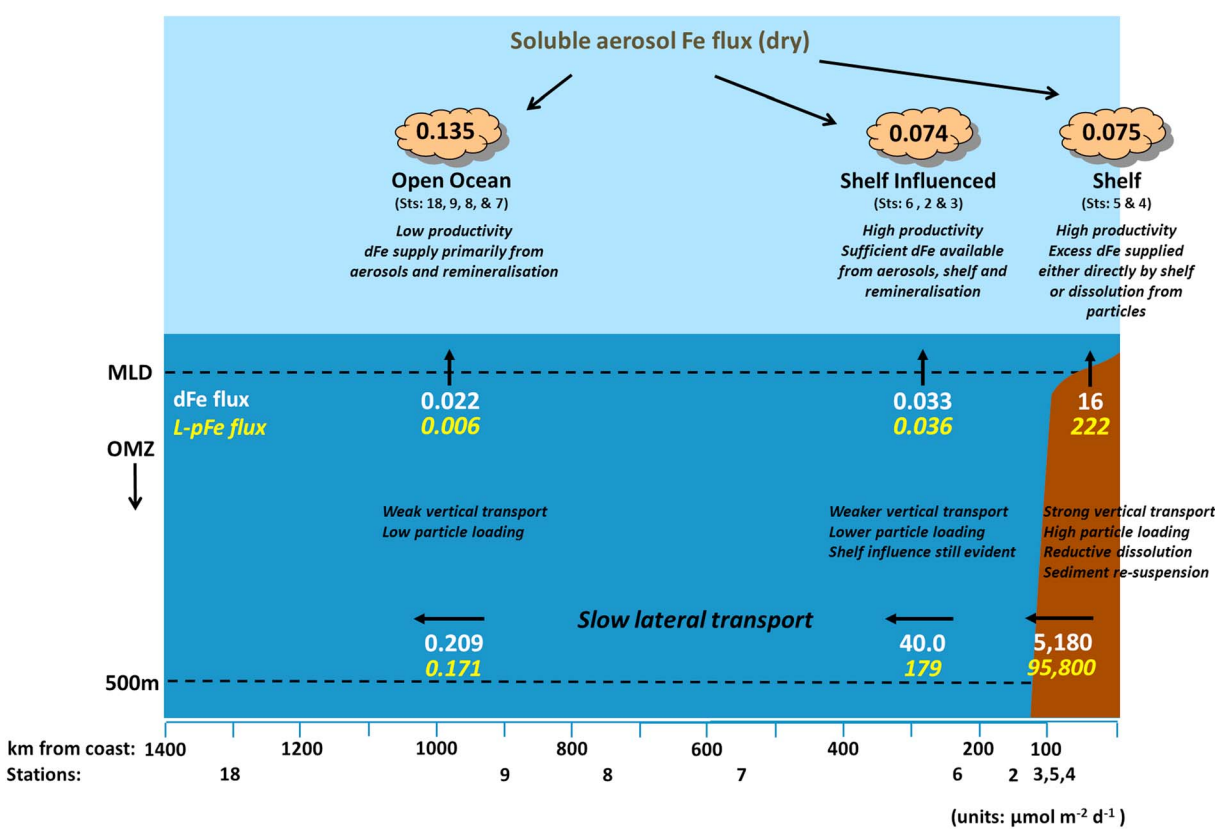 Soluble aerosol Fe flux (dry)
0.135
0.074
0.075
Open Ocean
(Sts: 18, 9, 8, & 7)
Low productivity
dFe supply primarily from
aerosols and remineralisation
Shelf Influenced
(Sts: 6 , 2 & 3)
High productivity
Sufficient dFe available
from aerosols, shelf and
remineralisation
Shelf
(Sts: 5 & 4)
High productivity
Excess dFe supplied
either directly by shelf
or dissolution from
particles
MLD
dFe flux
0.022
0.033
16
L-pFe flux
0.006
0.036
222
OMZ
Weak vertical transport
Low particle loading
Weaker vertical transport
Lower particle loading
Shelf influence still evident
Strong vertical transport
High particle loading
Reductive dissolution
Sediment re-suspension
Slow lateral transport
0.209
40.0
5,180
0.171
179
95,800
500m
km from coast: 1400 1200 1000 800 600 400 200 100
Stations: 18 9 8 7 6 2 3,5,4
(units: µmol m⁻² d⁻¹ )